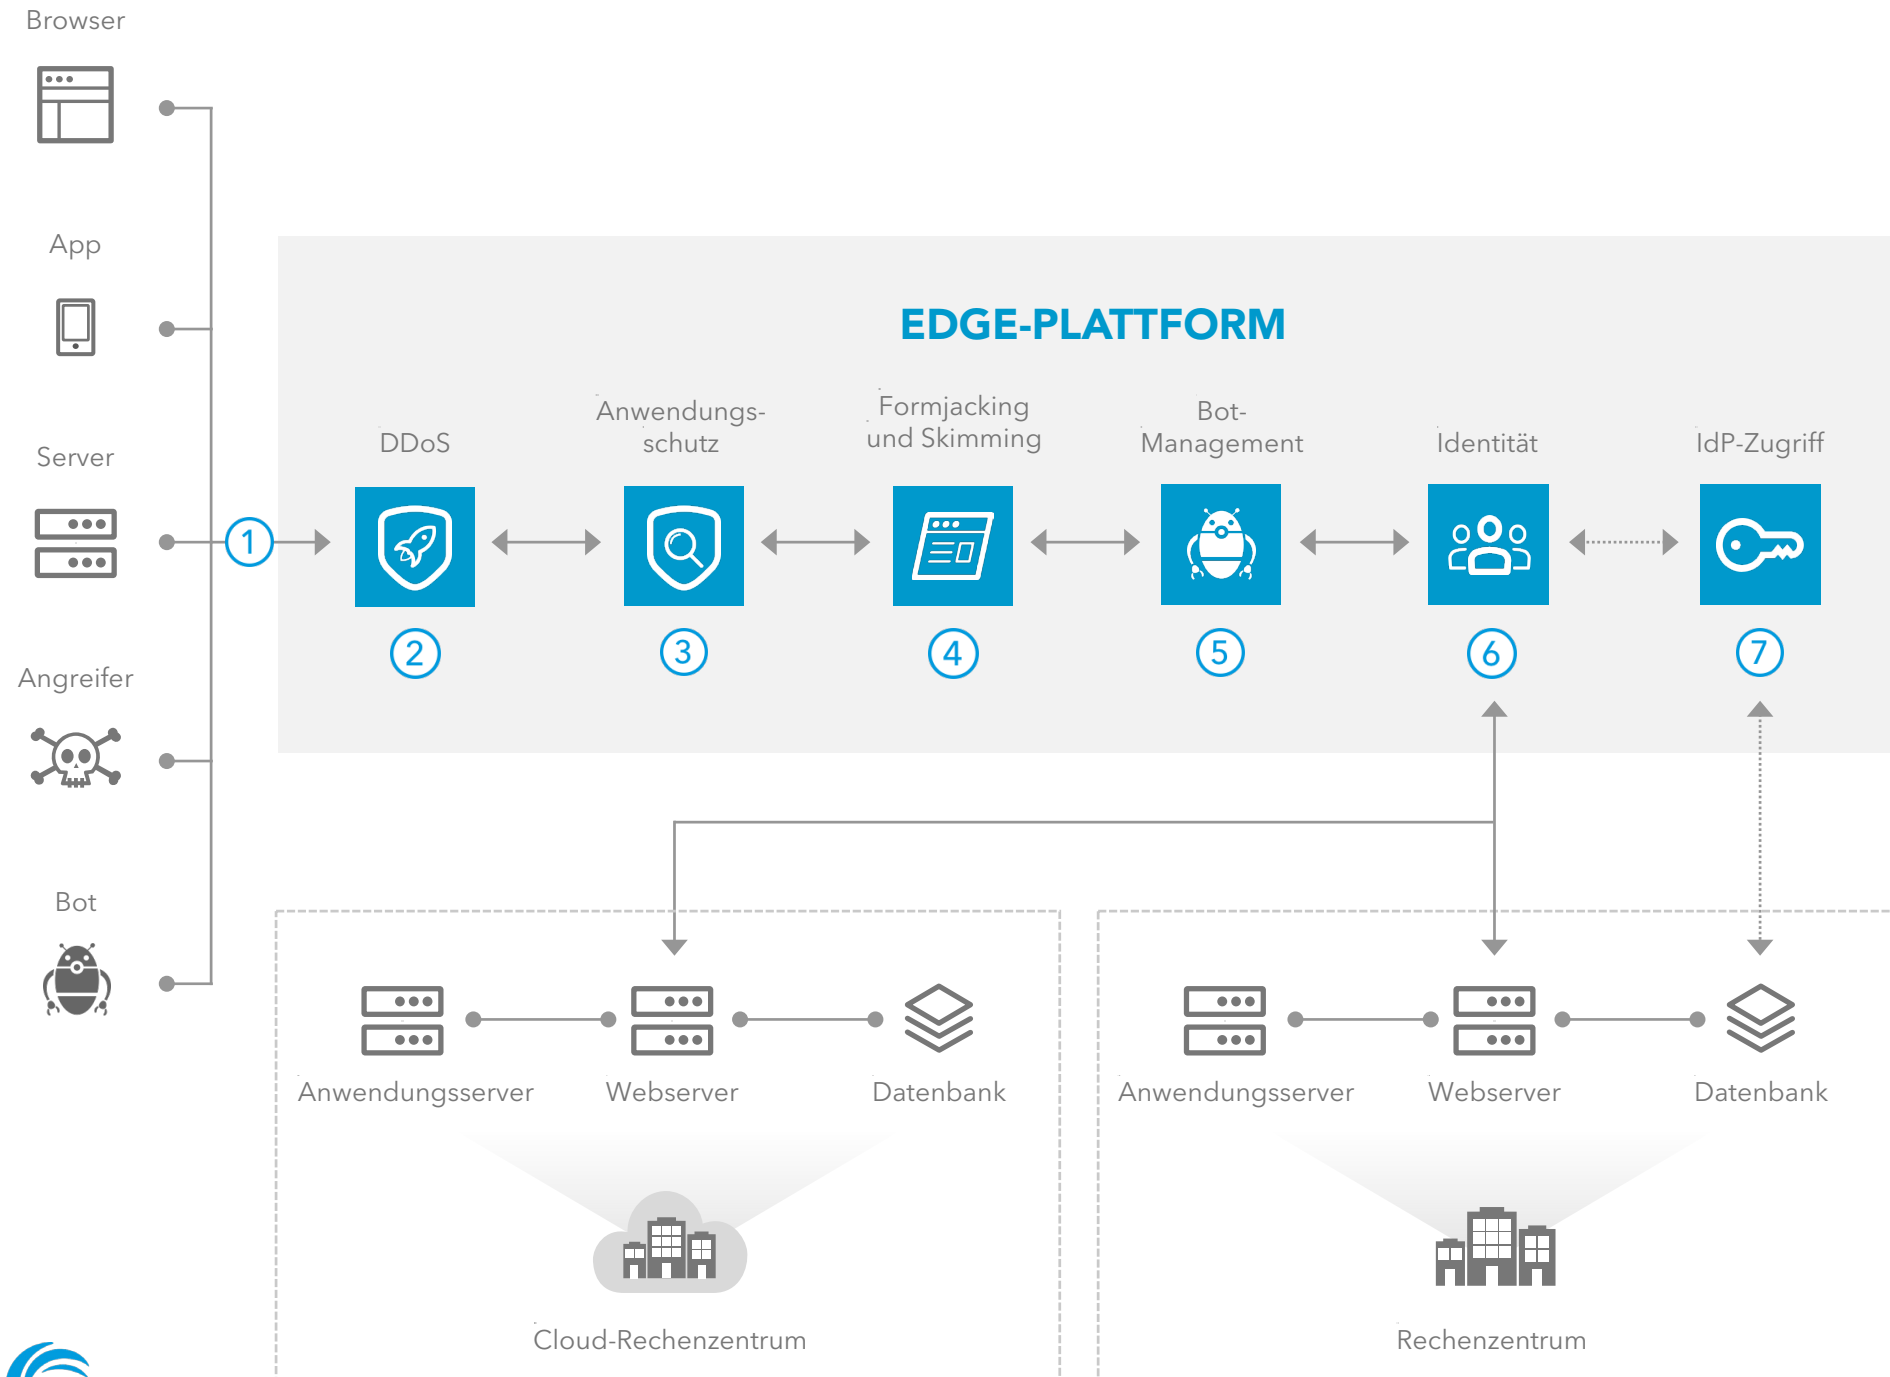 Browser
App
Server
Angreifer
Bot
1
EDGE-PLATTFORM
DDoS
Anwendungs-
schutz
Formjacking
und Skimming
Bot-
Management
Identität
IdP-Zugriff
2
3
4
5
6
7
Anwendungsserver
Webserver
Datenbank
Cloud-Rechenzentrum
Anwendungsserver
Webserver
Datenbank
Rechenzentrum